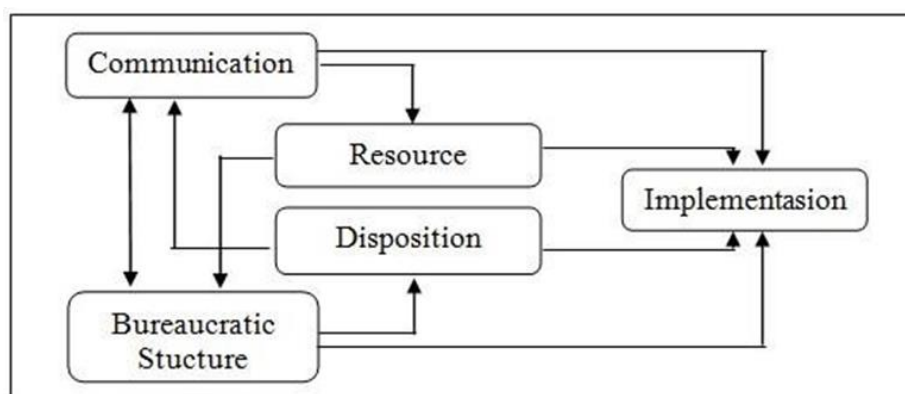 Communication
Resource
Implementasion
Disposition
Bureaucratic
Stucture